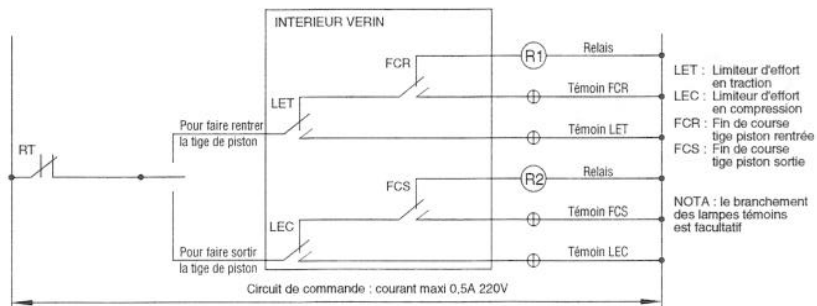 INTERIEUR VERIN
FCR
R1
Relais
LET
Témoin FCR
Pour faire rentrer
la tige de piston
Témoin LET
RT
FCS
R2
Relais
LEC
Témoin FCS
Pour faire sortir
la tige de piston
Témoin LEC
Circuit de commande : courant maxi 0,5A 220V
LET : Limiteur d'effort
en traction
LEC : Limiteur d'effort
en compression
FCR : Fin de course
tige piston rentrée
FCS : Fin de course
tige piston sortie
NOTA : le branchement
des lampes témoins
est facultatif